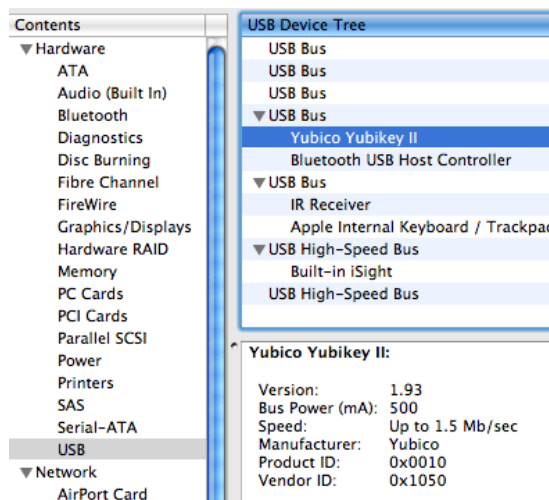 Contents
Hardware
ATA
Audio (Built In)
Bluetooth
Diagnostics
Disc Burning
Fibre Channel
FireWire
Graphics/Displays
Hardware RAID
Memory
PC Cards
PCI Cards
Parallel SCSI
Power
Printers
SAS
Serial-ATA
USB
Network
AirPort Card
USB Device Tree
USB Bus
USB Bus
USB Bus
USB Bus
Yubico Yubikey II
Bluetooth USB Host Controller
USB Bus
IR Receiver
Apple Internal Keyboard / Trackpad
USB High-Speed Bus
Built-in iSight
USB High-Speed Bus
Yubico Yubikey II:
Version: 1.93
Bus Power (mA): 500
Speed: Up to 1.5 Mb/sec
Manufacturer: Yubico
Product ID: 0x0010
Vendor ID: 0x1050